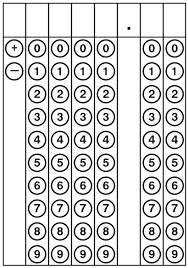 .
+ 0 0 0 0 0 0
− 1 1 1 1 1 1
2 2 2 2 2 2
3 3 3 3 3 3
4 4 4 4 4 4
5 5 5 5 5 5
6 6 6 6 6 6
7 7 7 7 7 7
8 8 8 8 8 8
9 9 9 9 9 9